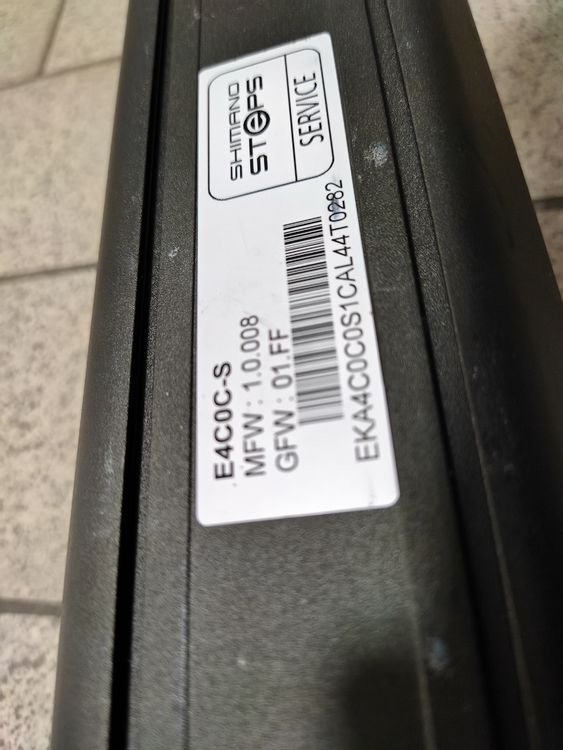 SHIMANO
STEPS
SERVICE
E4C0C-S
MFW : 1.0.008
GFW : 01.FF
EKA4C0C0S1CAL44T0282